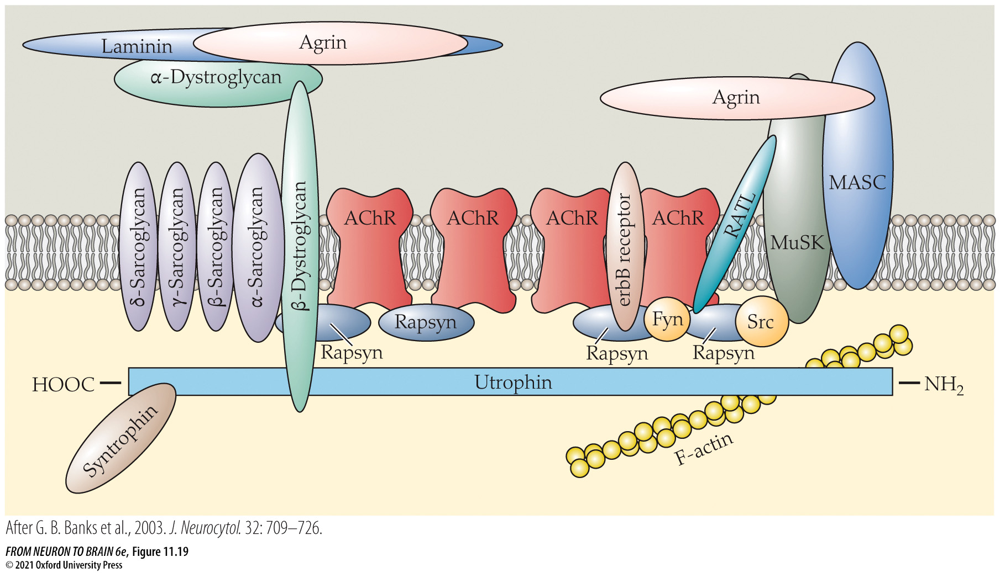 Laminin
Agrin
α-Dystroglycan
Agrin
δ-Sarcoglycan
γ-Sarcoglycan
β-Sarcoglycan
α-Sarcoglycan
β-Dystroglycan
AChR
AChR
AChR
erbB receptor
AChR
RATL
MuSK
MASC
Rapsyn
Rapsyn
Rapsyn
Fyn
Rapsyn
Src
HOOC
Utrophin
NH₂
Syntrophin
F-actin
After G. B. Banks et al., 2003. J. Neurocytol. 32: 709–726.
FROM NEURON TO BRAIN 6e, Figure 11.19
© 2021 Oxford University Press